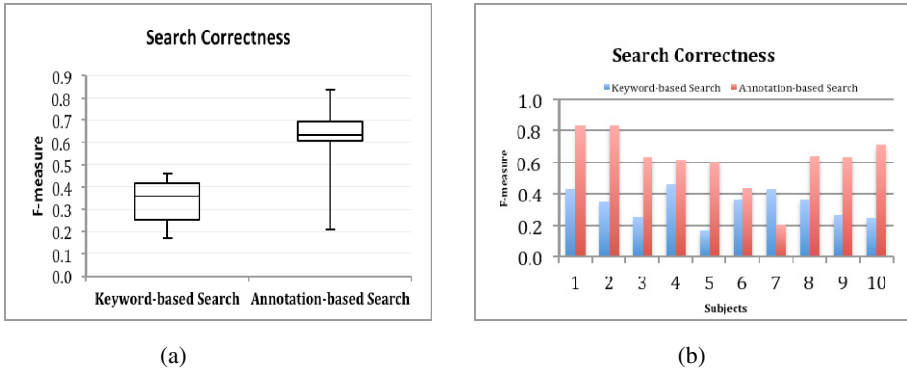 Search Correctness
0.9
0.8
0.7
0.6
0.5
0.4
0.3
0.2
0.1
0.0
F-measure
Keyword-based Search Annotation-based Search
(a)
Search Correctness
Keyword-based Search Annotation-based Search
1.0
0.8
0.6
0.4
0.2
0.0
F-measure
1 2 3 4 5 6 7 8 9 10
Subjects
(b)